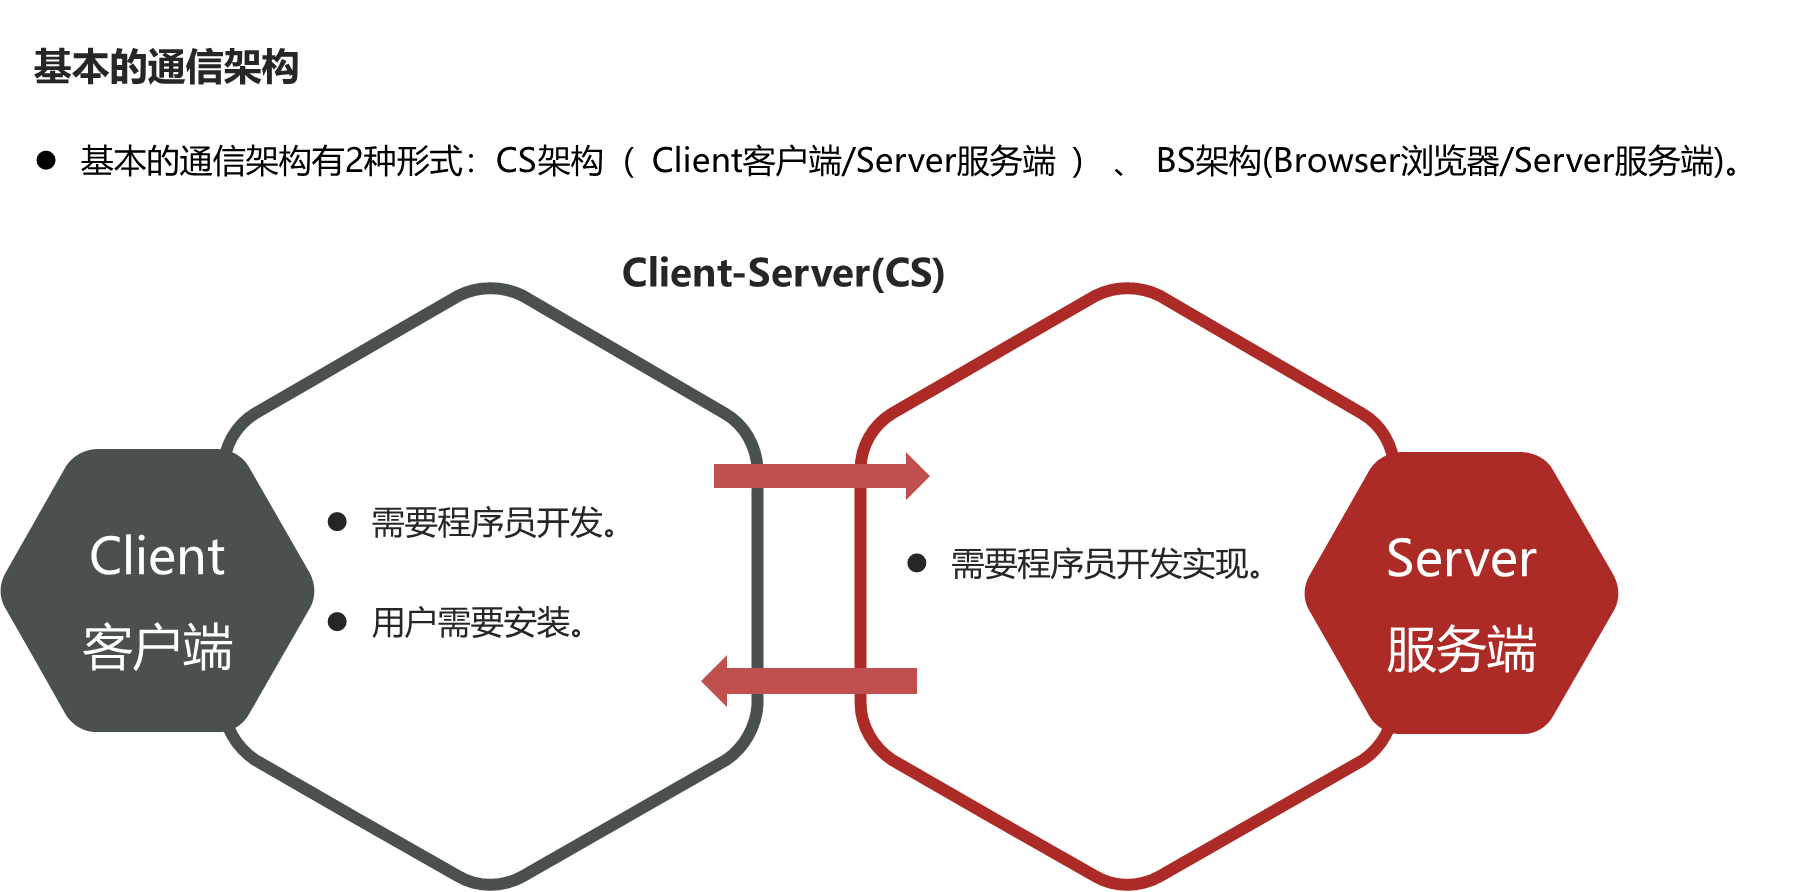 基本的通信架构
● 基本的通信架构有2种形式：CS架构（ Client客户端/Server服务端 ） 、 BS架构(Browser浏览器/Server服务端)。
Client-Server(CS)
Client
客户端
● 需要程序员开发。
● 用户需要安装。
● 需要程序员开发实现。
Server
服务端